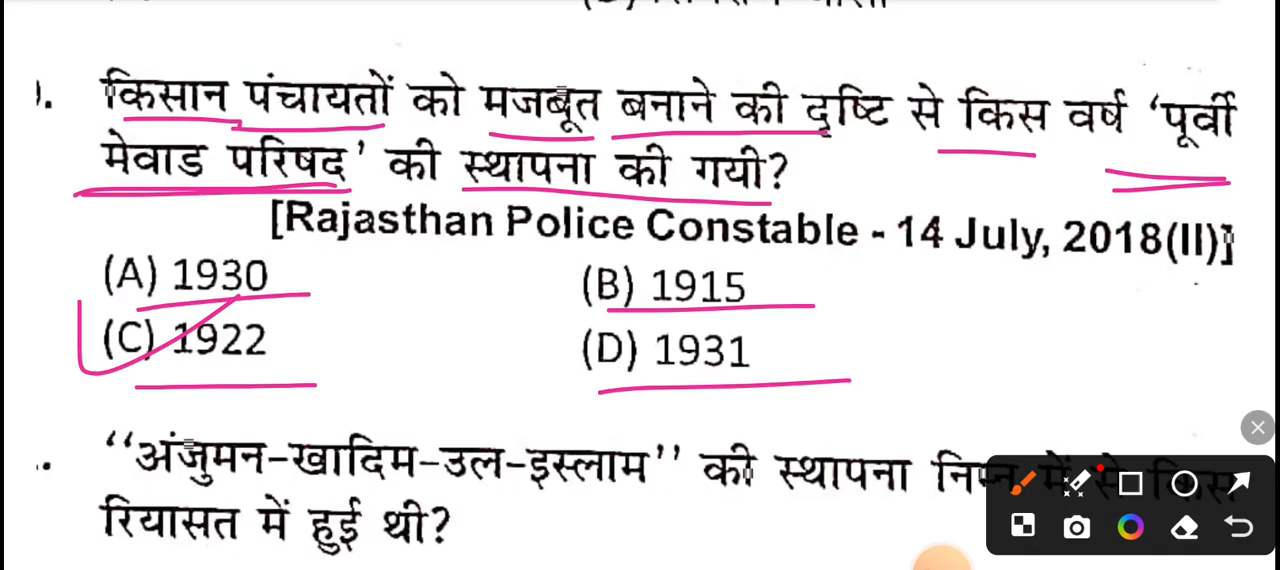 किसान पंचायतों को मजबूत बनाने की दृष्टि से किस वर्ष ‘पूर्वी
मेवाड परिषद’ की स्थापना की गयी?
[Rajasthan Police Constable - 14 July, 2018(II)]
(A) 1930 (B) 1915
(C) 1922 (D) 1931
‘‘अंजुमन-खादिम-उल-इस्लाम’’ की स्थापना निम्न में से किस
रियासत में हुई थी?